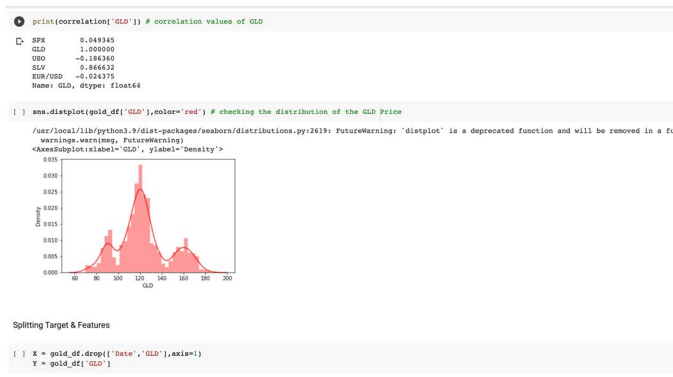 print(correlation['GLD']) # correlation values of GLD
SPX 0.049345
GLD 1.000000
USO -0.186360
SLV 0.866632
EUR/USD -0.024375
Name: GLD, dtype: float64
[ ] sns.distplot(gold_df['GLD'],color='red') # checking the distribution of the GLD Price
/usr/local/lib/python3.9/dist-packages/seaborn/distributions.py:2619: FutureWarning: `distplot` is a deprecated function and will be removed in a fu
warnings.warn(msg, FutureWarning)
<AxesSubplot:xlabel='GLD', ylabel='Density'>
0.035
0.030
0.025
0.020
0.015
0.010
0.005
0.000
Density
60 80 100 120 140 160 180 200
GLD
Splitting Target & Features
[ ] X = gold_df.drop(['Date','GLD'],axis=1)
Y = gold_df['GLD']